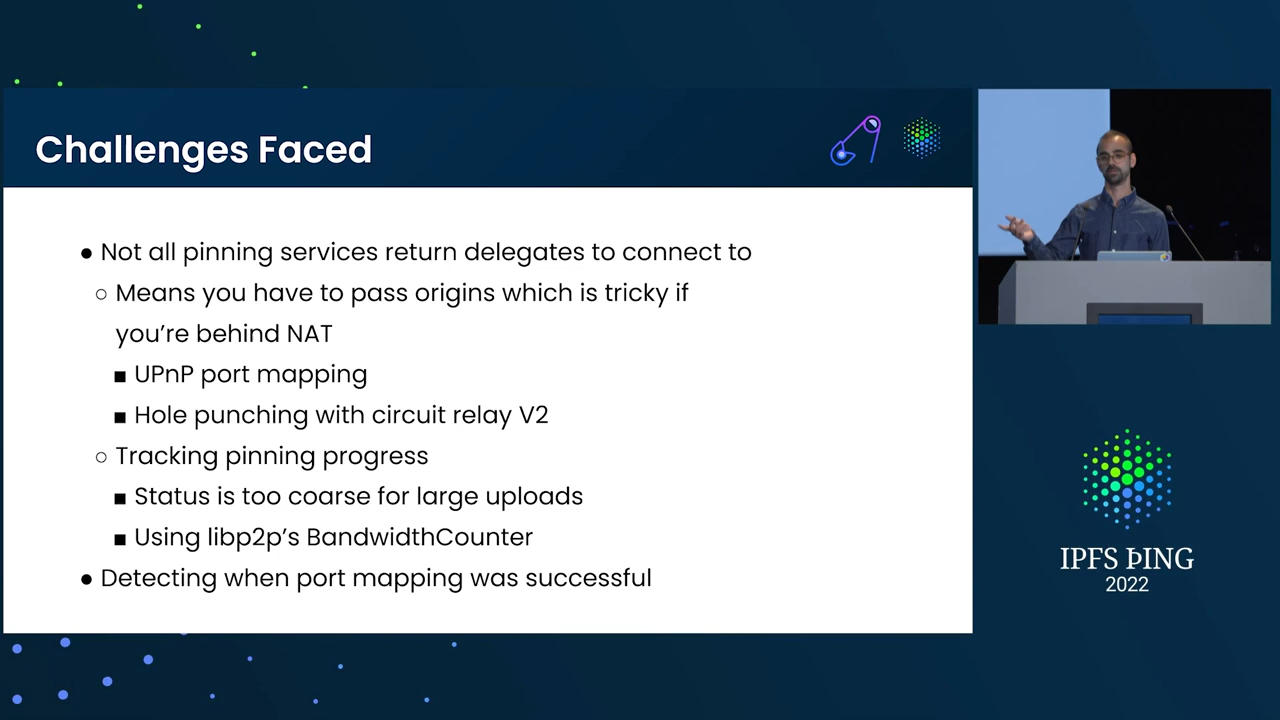 Challenges Faced
● Not all pinning services return delegates to connect to
○ Means you have to pass origins which is tricky if
you’re behind NAT
■ UPnP port mapping
■ Hole punching with circuit relay V2
○ Tracking pinning progress
■ Status is too coarse for large uploads
■ Using libp2p’s BandwidthCounter
● Detecting when port mapping was successful
IPFS ÞING
2022